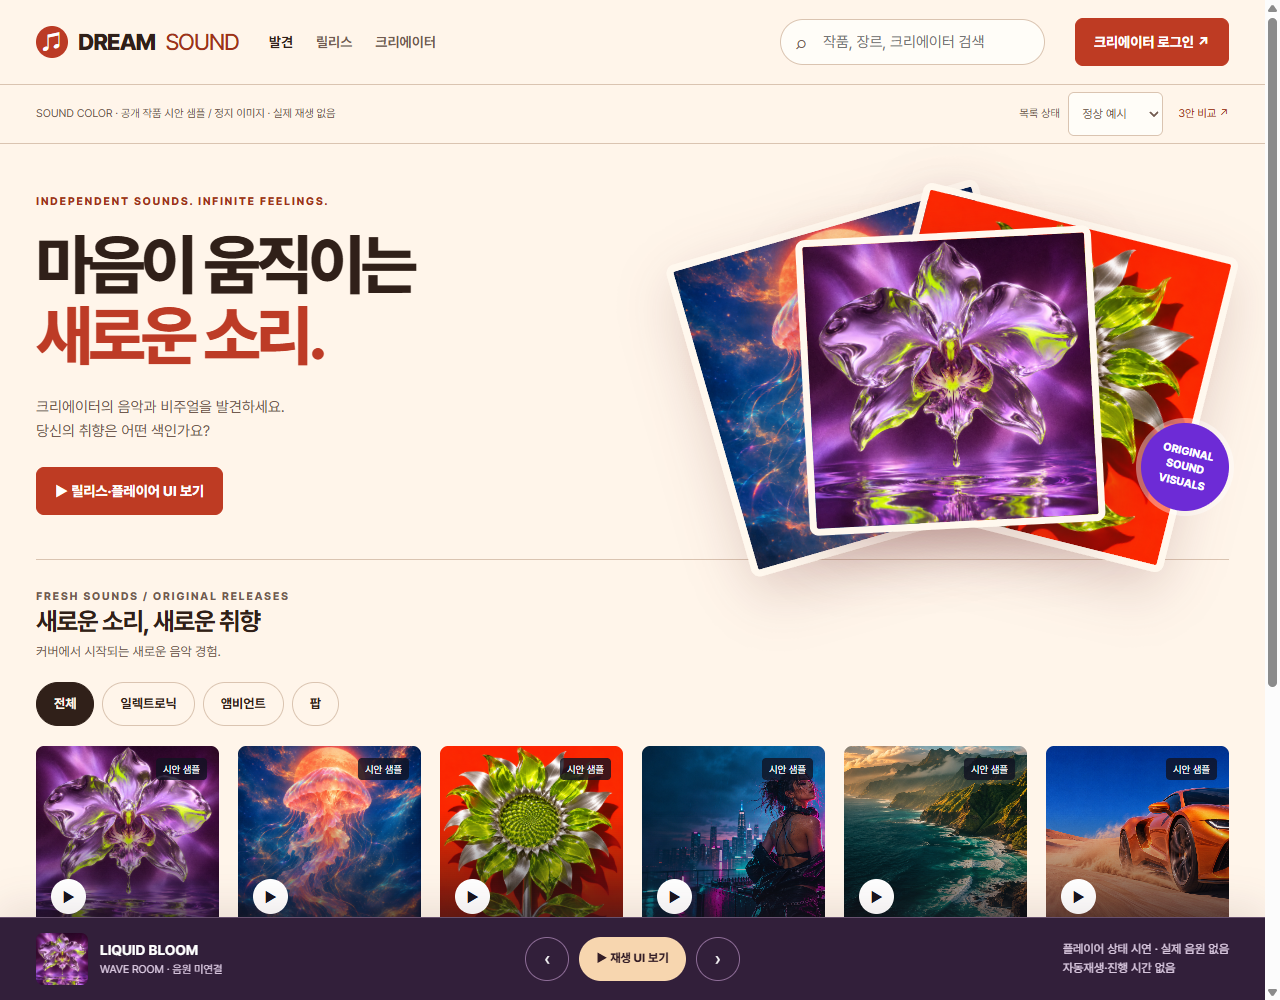 DREAM SOUND
발견 릴리스 크리에이터
작품, 장르, 크리에이터 검색
크리에이터 로그인 ↗
SOUND COLOR · 공개 작품 시안 샘플 / 정지 이미지 · 실제 재생 없음
목록 상태
정상 예시
3안 비교 ↗
INDEPENDENT SOUNDS. INFINITE FEELINGS.
마음이 움직이는
새로운 소리.
크리에이터의 음악과 비주얼을 발견하세요.
당신의 취향은 어떤 색인가요?
▶ 릴리스·플레이어 UI 보기
ORIGINAL
SOUND
VISUALS
FRESH SOUNDS / ORIGINAL RELEASES
새로운 소리, 새로운 취향
커버에서 시작되는 새로운 음악 경험.
전체 일렉트로닉 앰비언트 팝
시안 샘플
시안 샘플
시안 샘플
시안 샘플
시안 샘플
시안 샘플
LIQUID BLOOM
WAVE ROOM · 음원 미연결
‹ ▶ 재생 UI 보기 ›
플레이어 상태 시연 · 실제 음원 없음
자동재생·진행 시간 없음